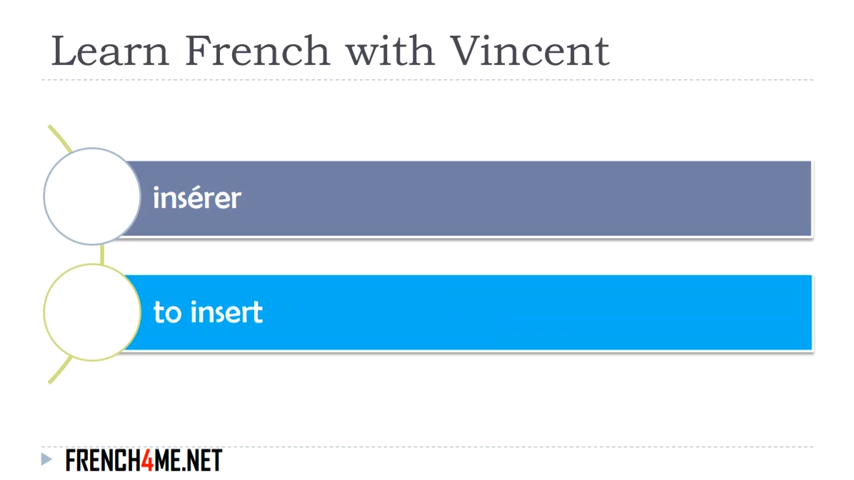 Learn French with Vincent
insérer
to insert
FRENCH4ME.NET